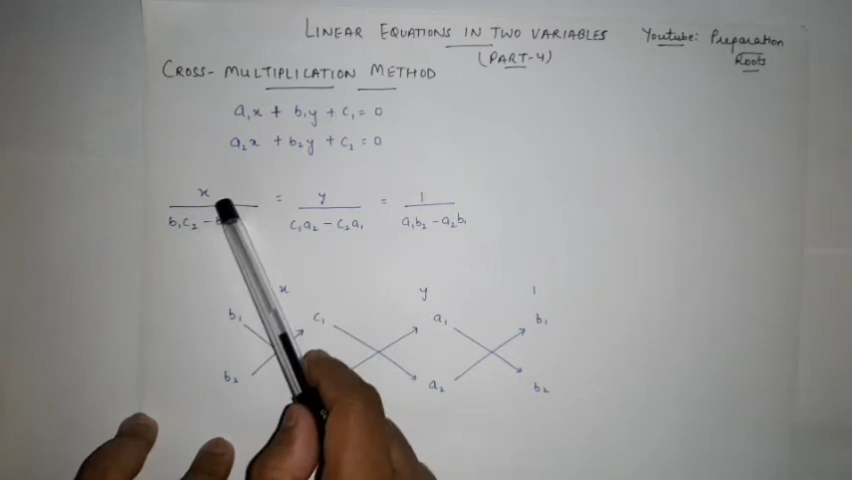 LINEAR EQUATIONS IN TWO VARIABLES
Youtube: Preparation
Roots
(PART-4)
CROSS-MULTIPLICATION METHOD
a₁x + b₁y + c₁ = 0
a₂x + b₂y + c₂ = 0
x = y = 1
b₁c₂ - c₁a₂ - c₂a₁ a₁b₂ - a₂b₁
x y 1
b₁ c₁ a₁ b₁
b₂ a₂ b₂